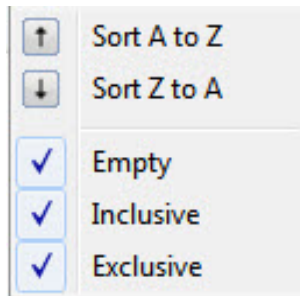 Sort A to Z
Sort Z to A
Empty
Inclusive
Exclusive